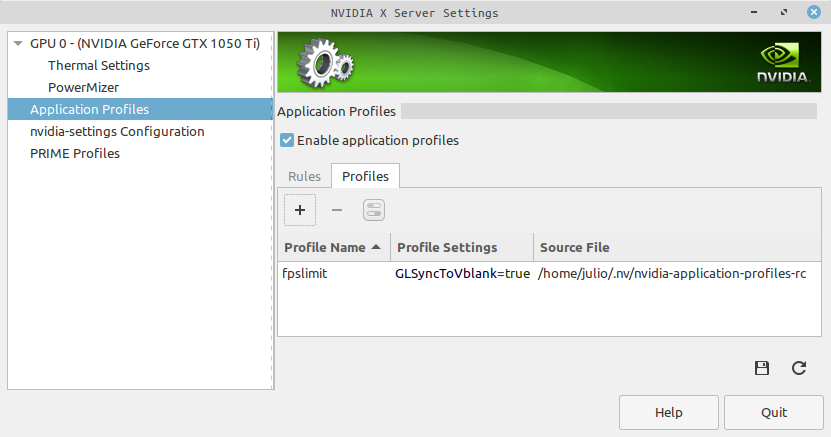 NVIDIA X Server Settings
GPU 0 - (NVIDIA GeForce GTX 1050 Ti)
Thermal Settings
PowerMizer
Application Profiles
nvidia-settings Configuration
PRIME Profiles
NVIDIA.
Application Profiles
Enable application profiles
Rules Profiles
Profile Name Profile Settings Source File
fpslimit GLSyncToVblank=true /home/julio/.nv/nvidia-application-profiles-rc
Help Quit